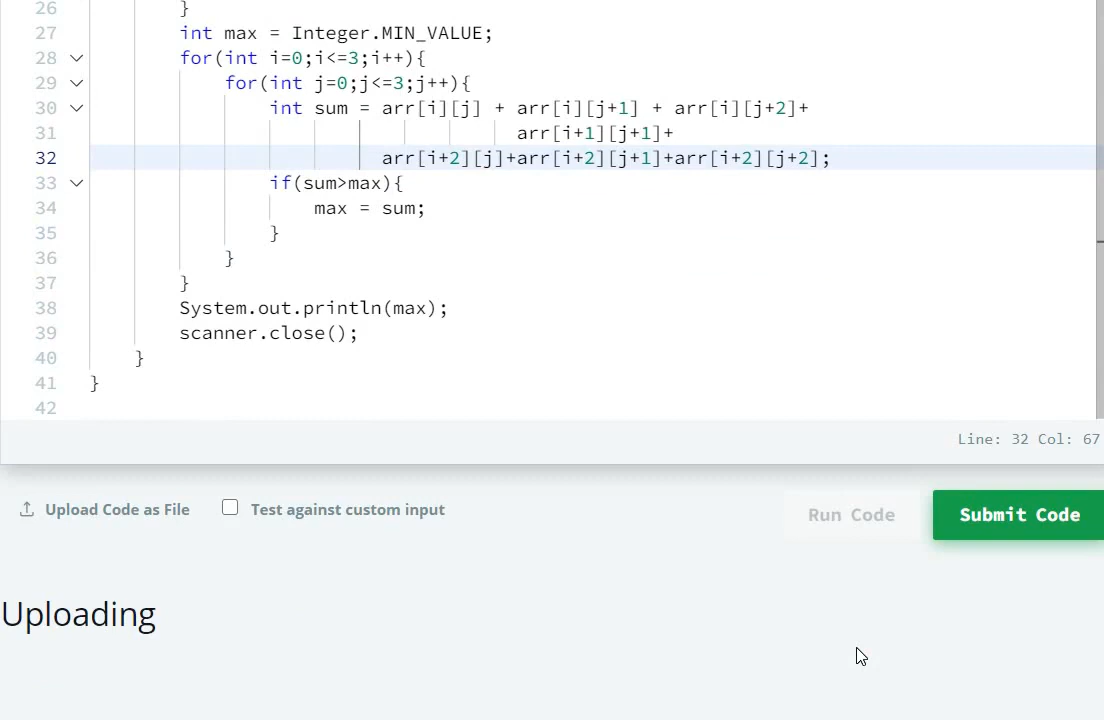 26 }
27 int max = Integer.MIN_VALUE;
28 for(int i=0;i<=3;i++){
29 for(int j=0;j<=3;j++){
30 int sum = arr[i][j] + arr[i][j+1] + arr[i][j+2]+
31 arr[i+1][j+1]+
32 arr[i+2][j]+arr[i+2][j+1]+arr[i+2][j+2];
33 if(sum>max){
34 max = sum;
35 }
36 }
37 }
38 System.out.println(max);
39 scanner.close();
40 }
41 }
42
Line: 32 Col: 67
Upload Code as File Test against custom input Run Code Submit Code
Uploading